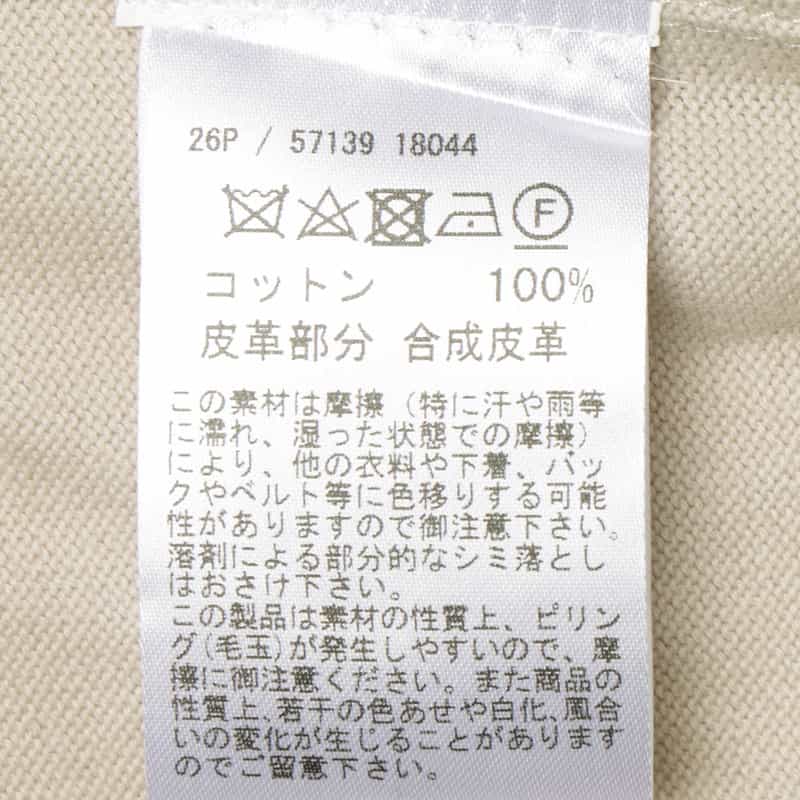 26P / 57139 18044
F
コットン 100%
皮革部分 合成皮革
この素材は摩擦（特に汗や雨等
に濡れ、湿った状態での摩擦）
により、他の衣料や下着、バッ
クやベルト等に色移りする可能
性がありますので御注意下さい。
溶剤による部分的なシミ落とし
はおさけ下さい。
この製品は素材の性質上、ピリン
グ(毛玉)が発生しやすいので、摩
擦に御注意ください。また商品の
性質上、若干の色あせや白化、風合
いの変化が生じることがあります
のでご留意下さい。